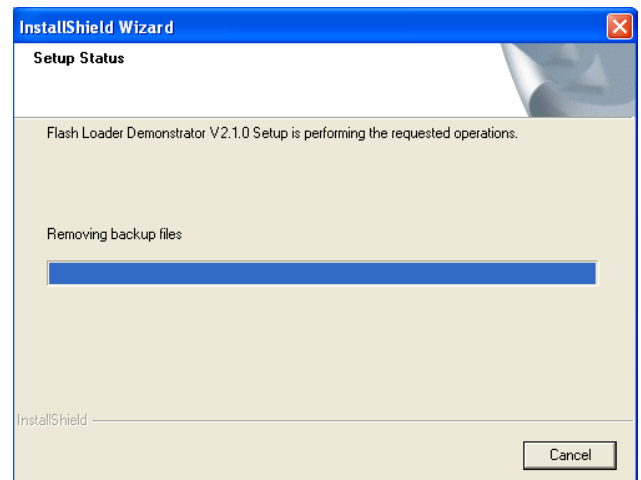 InstallShield Wizard
Setup Status
Flash Loader Demonstrator V2.1.0 Setup is performing the requested operations.
Removing backup files
InstallShield
Cancel